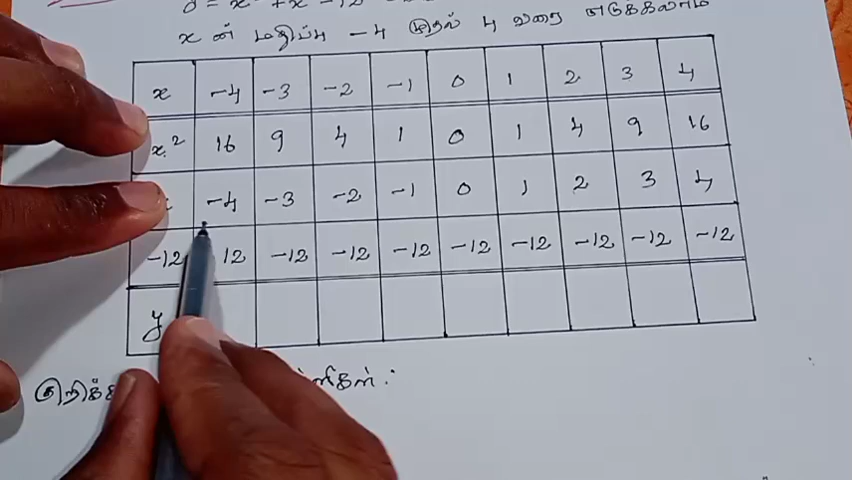 y = x² + x - 12
x ன் மதிப்பு -4 முதல் 4 வரை எடுக்கலாம்
x -4 -3 -2 -1 0 1 2 3 4
x² 16 9 4 1 0 1 4 9 16
-4 -3 -2 -1 0 1 2 3 4
-12 12 -12 -12 -12 -12 -12 -12 -12 -12
y